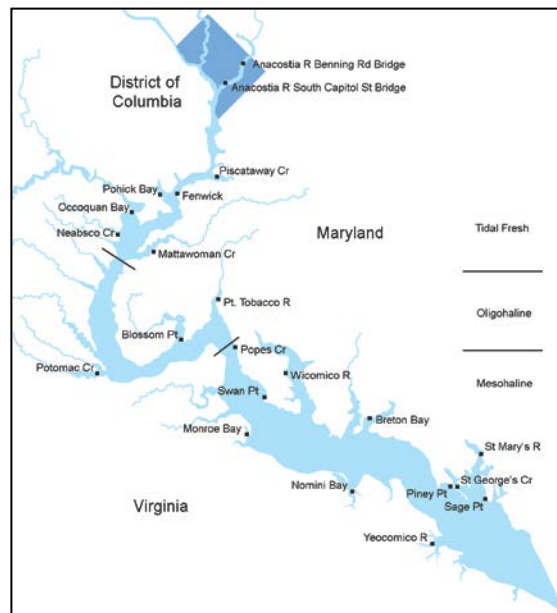 Anacostia R Benning Rd Bridge
District of
Columbia
Anacostia R South Capitol St Bridge
Piscataway Cr
Pohick Bay
Fenwick
Occoquan Bay
Neabsco Cr
Maryland
Tidal Fresh
Mattawoman Cr
Pt. Tobacco R
Oligohaline
Blossom Pt
Popes Cr
Potomac Cr
Wicomico R
Mesohaline
Swan Pt
Breton Bay
Monroe Bay
St Mary's R
Nomini Bay
Piney Pt
St George's Cr
Sage Pt
Virginia
Yeocomico R